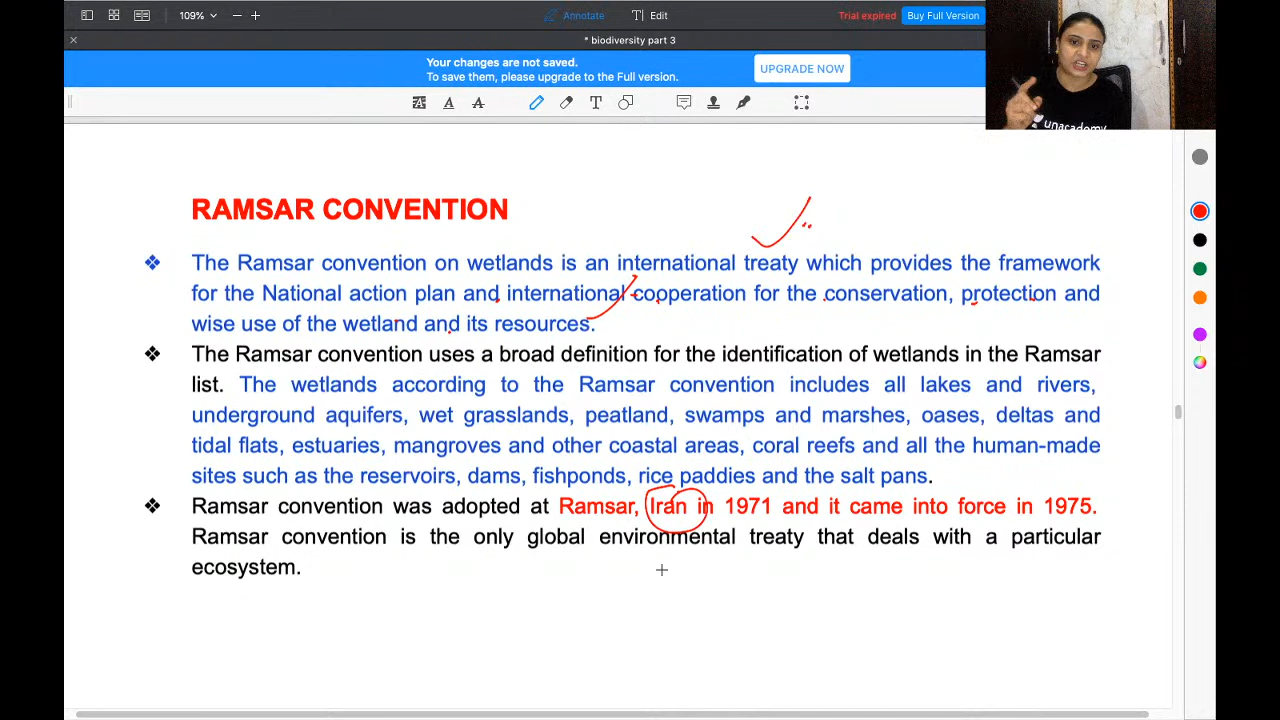 109%
Annotate
T| Edit
Trial expired
Buy Full Version
* biodiversity part 3
Your changes are not saved.
To save them, please upgrade to the Full version.
UPGRADE NOW
unacademy
RAMSAR CONVENTION
❖ The Ramsar convention on wetlands is an international treaty which provides the framework
for the National action plan and international cooperation for the conservation, protection and
wise use of the wetland and its resources.
❖ The Ramsar convention uses a broad definition for the identification of wetlands in the Ramsar
list. The wetlands according to the Ramsar convention includes all lakes and rivers,
underground aquifers, wet grasslands, peatland, swamps and marshes, oases, deltas and
tidal flats, estuaries, mangroves and other coastal areas, coral reefs and all the human-made
sites such as the reservoirs, dams, fishponds, rice paddies and the salt pans.
❖ Ramsar convention was adopted at Ramsar, Iran in 1971 and it came into force in 1975.
Ramsar convention is the only global environmental treaty that deals with a particular
ecosystem.